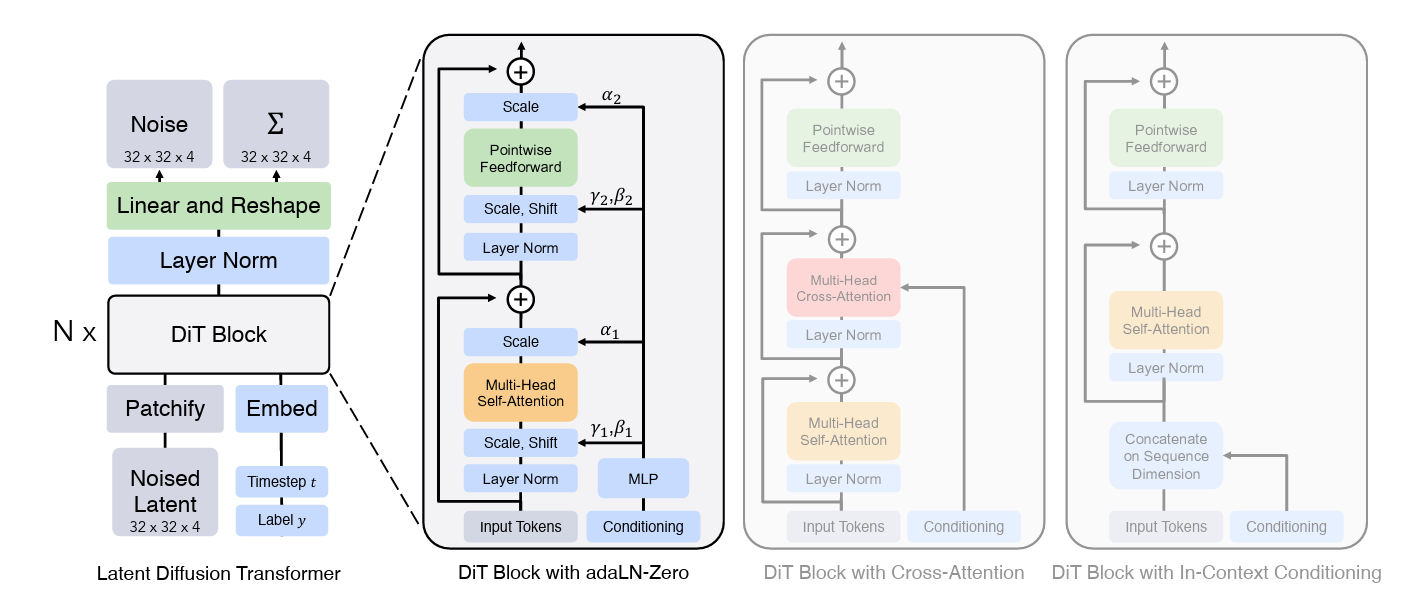 Noise
32 x 32 x 4
Σ
32 x 32 x 4
Linear and Reshape
Layer Norm
N x
DiT Block
Patchify
Embed
Noised
Latent
32 x 32 x 4
Timestep t
Label y
Latent Diffusion Transformer
+
Scale
α₂
Pointwise
Feedforward
γ₂,β₂
Scale, Shift
Layer Norm
+
Scale
α₁
Multi-Head
Self-Attention
γ₁,β₁
Scale, Shift
Layer Norm
MLP
Input Tokens
Conditioning
DiT Block with adaLN-Zero
+
Pointwise
Feedforward
Layer Norm
+
Multi-Head
Cross-Attention
Layer Norm
+
Multi-Head
Self-Attention
Layer Norm
Input Tokens
Conditioning
DiT Block with Cross-Attention
+
Pointwise
Feedforward
Layer Norm
+
Multi-Head
Self-Attention
Layer Norm
Concatenate
on Sequence
Dimension
Input Tokens
Conditioning
DiT Block with In-Context Conditioning